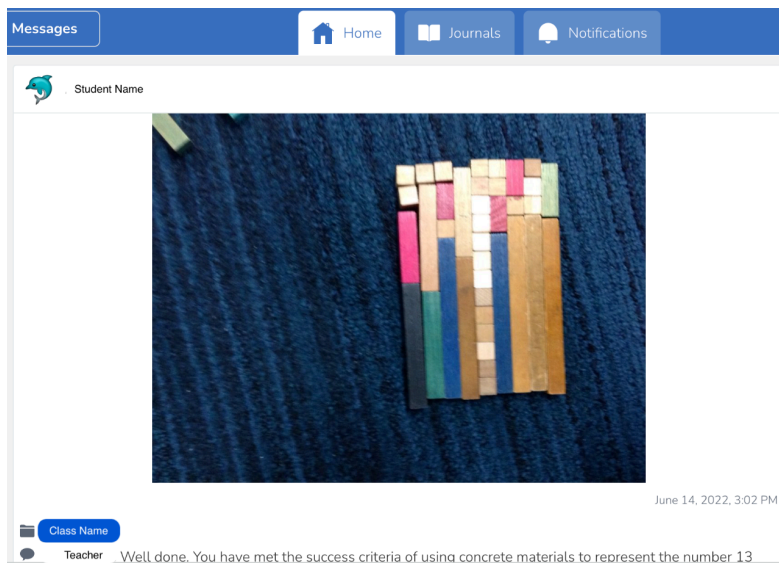 Messages
Home
Journals
Notifications
Student Name
June 14, 2022, 3:02 PM
Class Name
Teacher Well done. You have met the success criteria of using concrete materials to represent the number 13